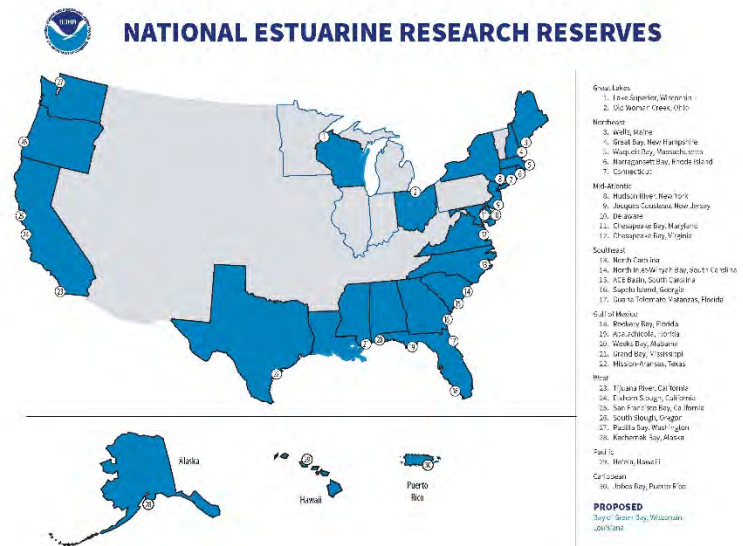 NATIONAL ESTUARINE RESEARCH RESERVES
Great Lakes
1. Lake Superior, Wisconsin
2. Old Woman Creek, Ohio
Northeast
3. Wells, Maine
4. Great Bay, New Hampshire
5. Waquoit Bay, Massachusetts
6. Narragansett Bay, Rhode Island
7. Connecticut
Mid-Atlantic
8. Hudson River, New York
9. Jacques Cousteau, New Jersey
10. Delaware
11. Chesapeake Bay, Maryland
12. Chesapeake Bay, Virginia
Southeast
13. North Carolina
14. North Inlet-Winyah Bay, South Carolina
15. ACE Basin, South Carolina
16. Sapelo Island, Georgia
17. Guana Tolomato Matanzas, Florida
Gulf of Mexico
18. Rookery Bay, Florida
19. Apalachicola, Florida
20. Weeks Bay, Alabama
21. Grand Bay, Mississippi
22. Mission-Aransas, Texas
West
23. Tijuana River, California
24. Elkhorn Slough, California
25. San Francisco Bay, California
26. South Slough, Oregon
27. Padilla Bay, Washington
28. Kachemak Bay, Alaska
Pacific
29. He'eia, Hawai'i
Caribbean
30. Jobos Bay, Puerto Rico
PROPOSED
Bay of Green Bay, Wisconsin
Louisiana
Alaska
Hawaii
Puerto
Rico